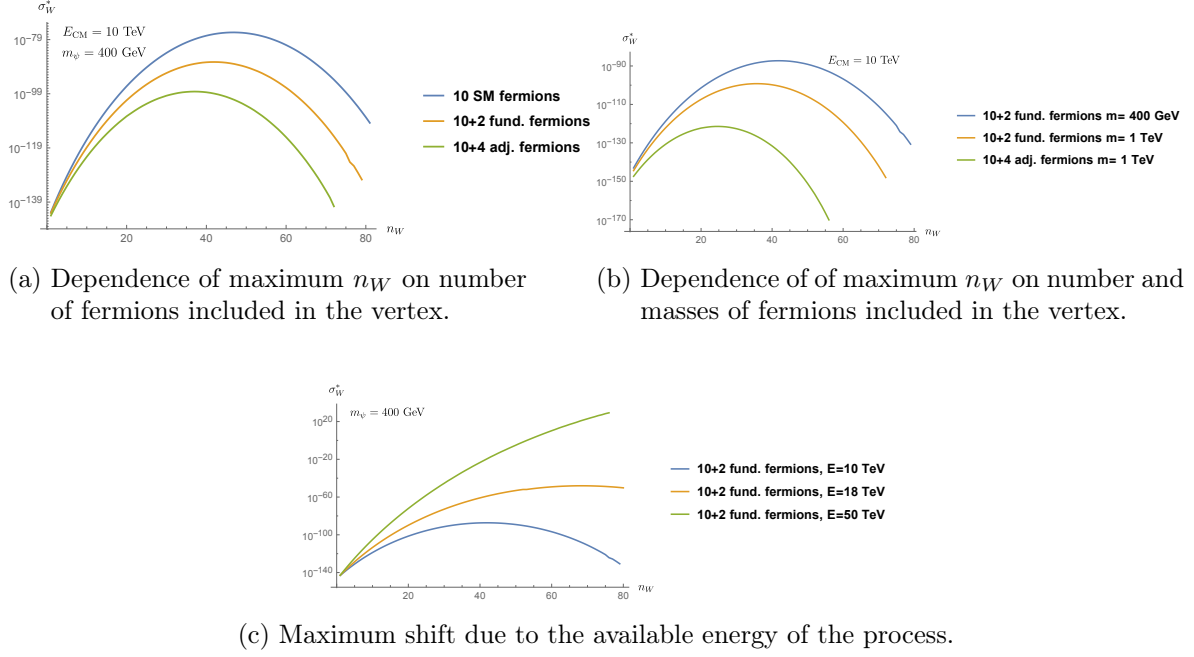 σ*_W
E_CM = 10 TeV
m_ψ = 400 GeV
10^-79
10^-99
10^-119
10^-139
20
40
60
80
n_W
10 SM fermions
10+2 fund. fermions
10+4 adj. fermions
(a) Dependence of maximum n_W on number
of fermions included in the vertex.
σ*_W
E_CM = 10 TeV
10^-90
10^-110
10^-130
10^-150
10^-170
20
40
60
80
n_W
10+2 fund. fermions m= 400 GeV
10+2 fund. fermions m= 1 TeV
10+4 adj. fermions m= 1 TeV
(b) Dependence of of maximum n_W on number and
masses of fermions included in the vertex.
σ*_W
m_ψ = 400 GeV
10^20
10^-20
10^-60
10^-100
10^-140
20
40
60
80
n_W
10+2 fund. fermions, E=10 TeV
10+2 fund. fermions, E=18 TeV
10+2 fund. fermions, E=50 TeV
(c) Maximum shift due to the available energy of the process.